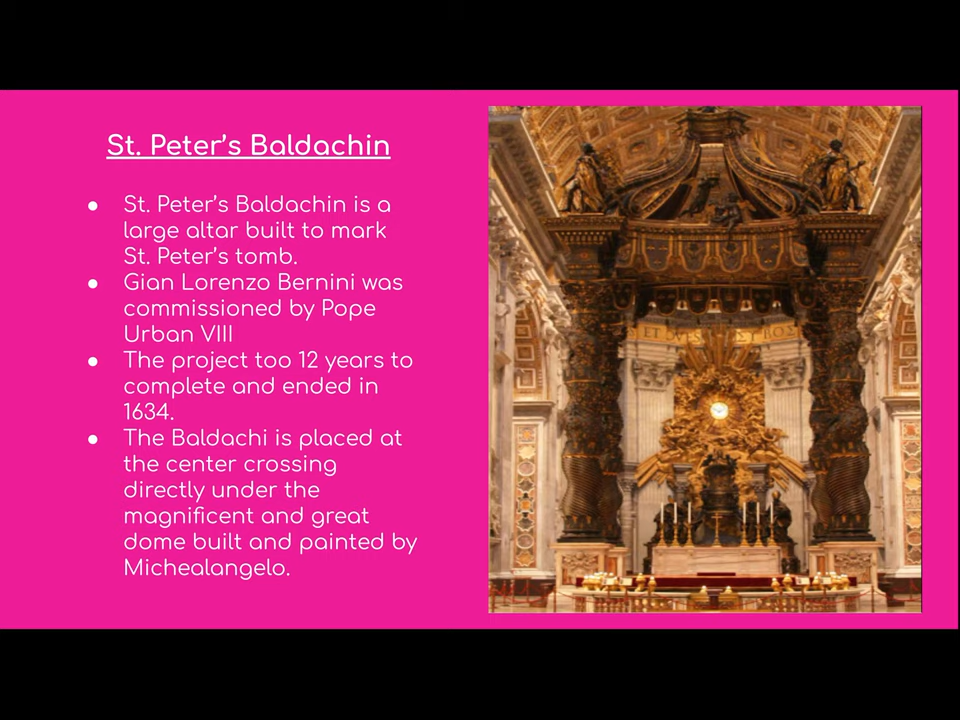 St. Peter's Baldachin
● St. Peter's Baldachin is a
large altar built to mark
St. Peter's tomb.
● Gian Lorenzo Bernini was
commissioned by Pope
Urban VIII
● The project too 12 years to
complete and ended in
1634.
● The Baldachi is placed at
the center crossing
directly under the
magnificent and great
dome built and painted by
Michealangelo.